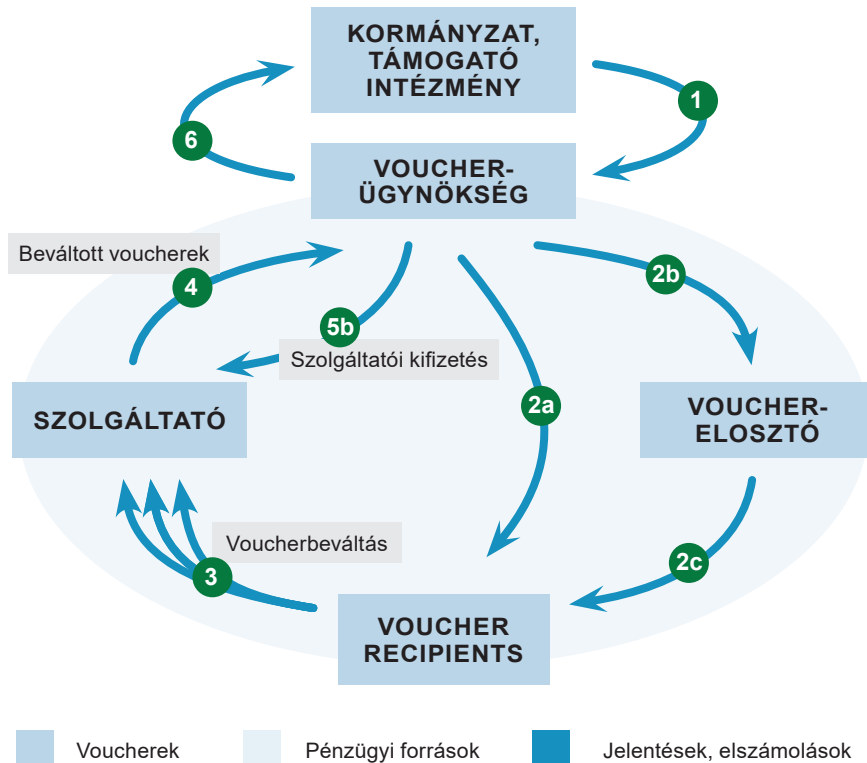 KORMÁNYZAT,
TÁMOGATÓ
INTÉZMÉNY
1
6
VOUCHER-
ÜGYNÖKSÉG
Beváltott voucherek
4
2b
5b
Szolgáltatói kifizetés
2a
SZOLGÁLTATÓ
VOUCHER-
ELOSZTÓ
Voucherbeváltás
3
2c
VOUCHER
RECIPIENTS
Voucherek
Pénzügyi források
Jelentések, elszámolások